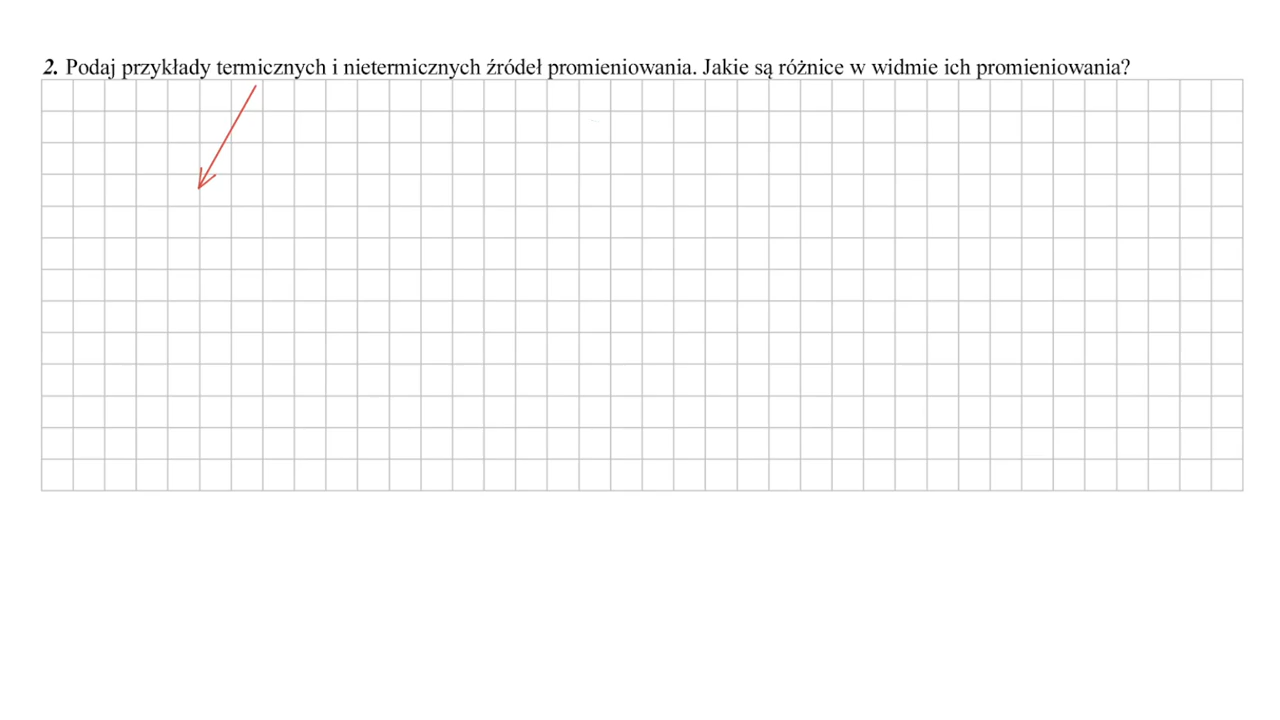 2. Podaj przykłady termicznych i nietermicznych źródeł promieniowania. Jakie są różnice w widmie ich promieniowania?